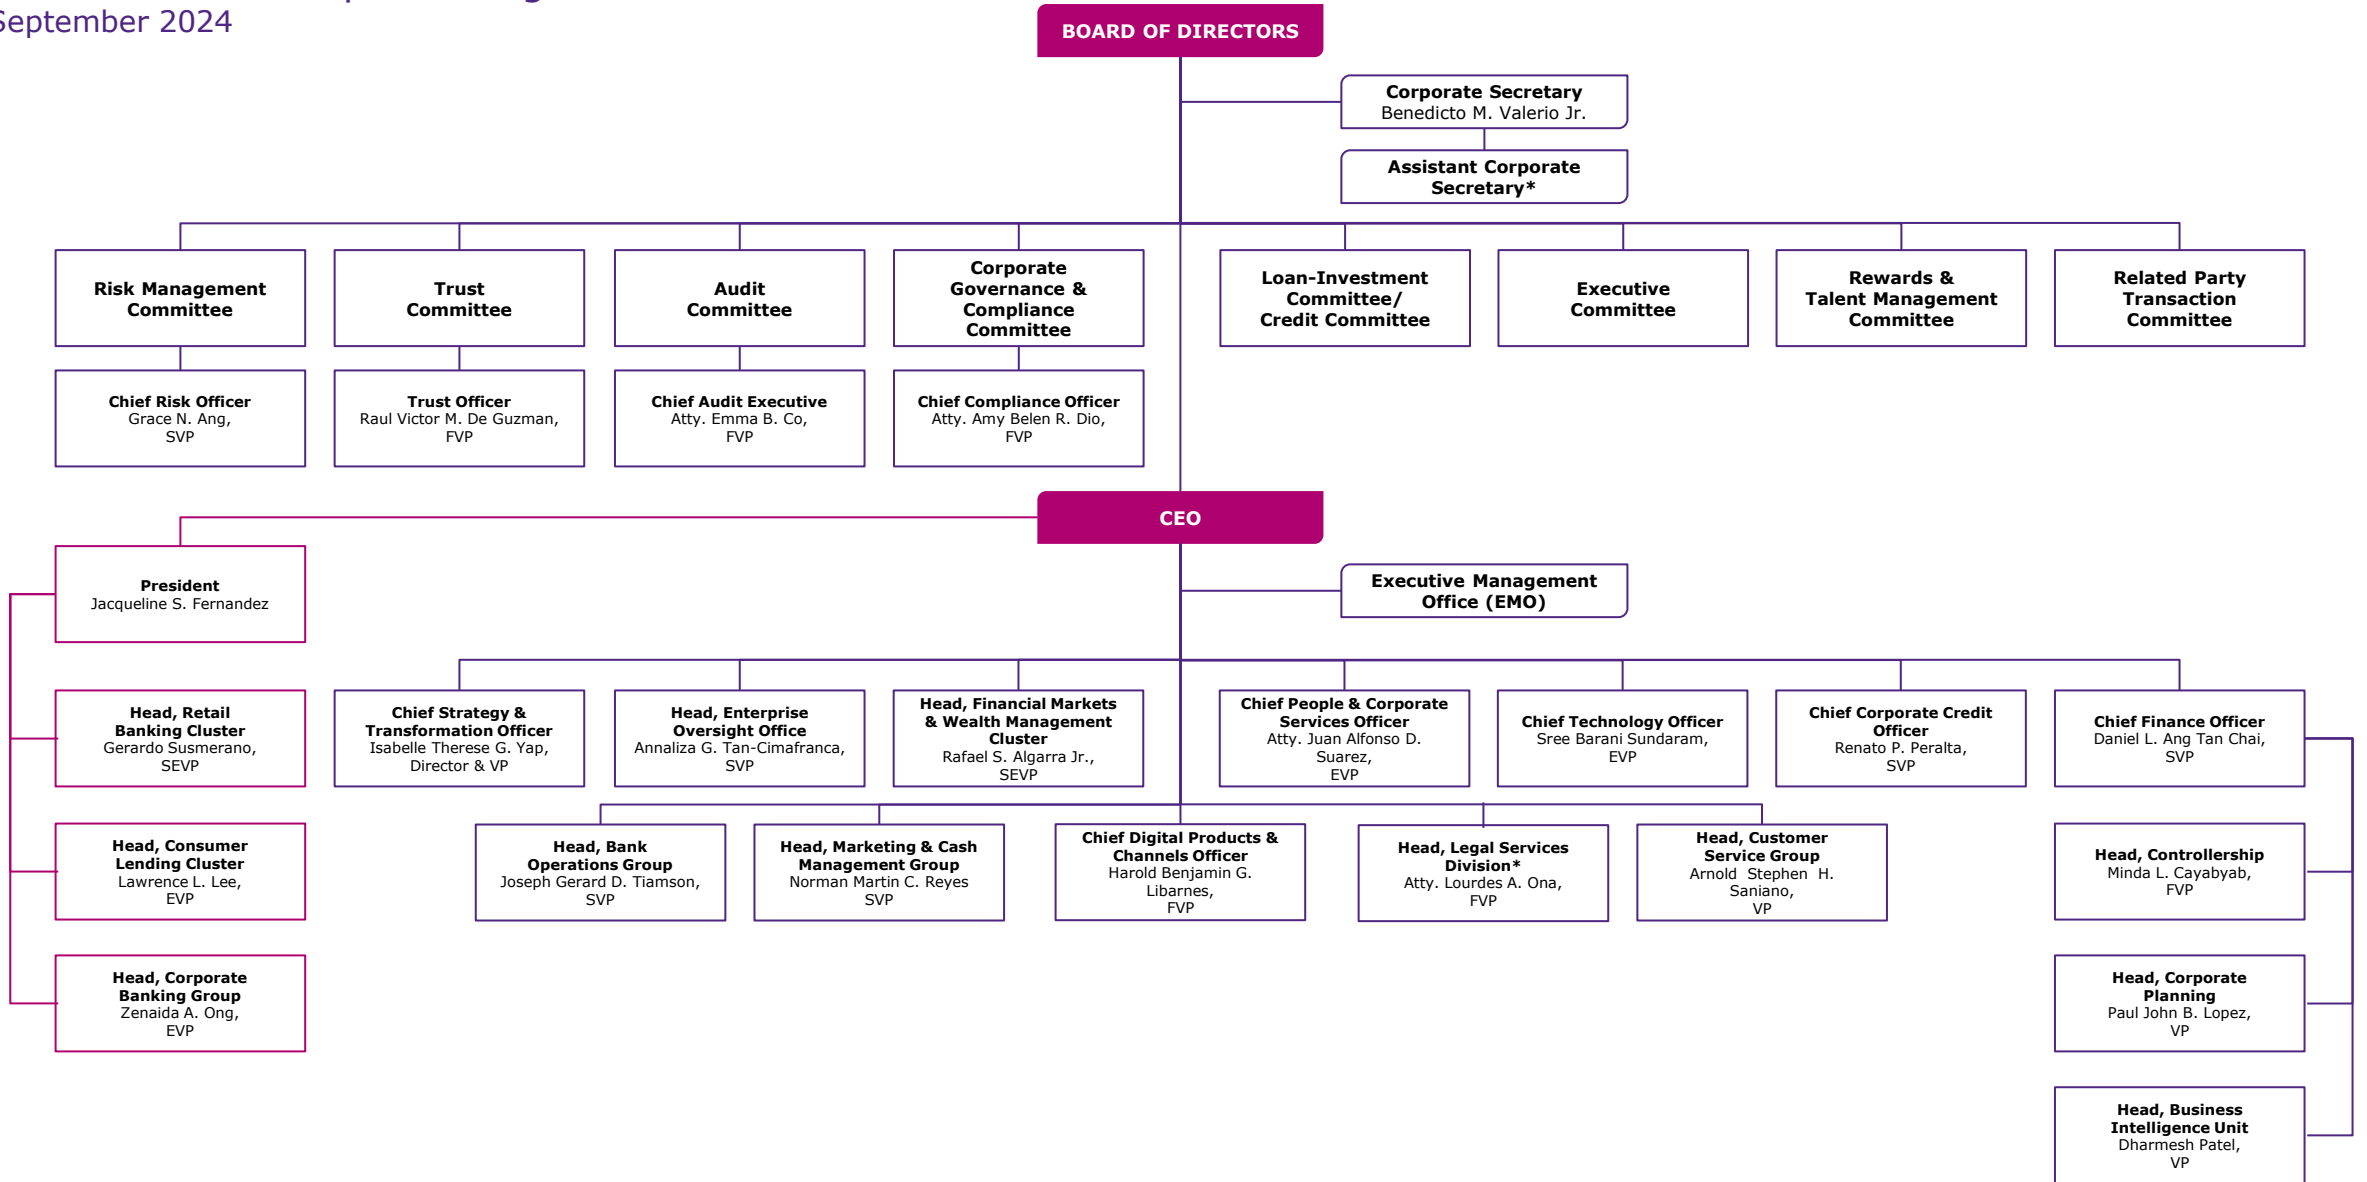 September 2024
BOARD OF DIRECTORS
Corporate Secretary
Benedicto M. Valerio Jr.
Assistant Corporate
Secretary*
Risk Management
Committee
Trust
Committee
Audit
Committee
Corporate
Governance &
Compliance
Committee
Loan-Investment
Committee/
Credit Committee
Executive
Committee
Rewards &
Talent Management
Committee
Related Party
Transaction
Committee
Chief Risk Officer
Grace N. Ang,
SVP
Trust Officer
Raul Victor M. De Guzman,
FVP
Chief Audit Executive
Atty. Emma B. Co,
FVP
Chief Compliance Officer
Atty. Amy Belen R. Dio,
FVP
CEO
President
Jacqueline S. Fernandez
Executive Management
Office (EMO)
Head, Retail
Banking Cluster
Gerardo Susmerano,
SEVP
Chief Strategy &
Transformation Officer
Isabelle Therese G. Yap,
Director & VP
Head, Enterprise
Oversight Office
Annaliza G. Tan-Cimafranca,
SVP
Head, Financial Markets
& Wealth Management
Cluster
Rafael S. Algarra Jr.,
SEVP
Chief People & Corporate
Services Officer
Atty. Juan Alfonso D.
Suarez,
EVP
Chief Technology Officer
Sree Barani Sundaram,
EVP
Chief Corporate Credit
Officer
Renato P. Peralta,
SVP
Chief Finance Officer
Daniel L. Ang Tan Chai,
SVP
Head, Consumer
Lending Cluster
Lawrence L. Lee,
EVP
Head, Bank
Operations Group
Joseph Gerard D. Tiamson,
SVP
Head, Marketing & Cash
Management Group
Norman Martin C. Reyes
SVP
Chief Digital Products &
Channels Officer
Harold Benjamin G.
Libarnes,
FVP
Head, Legal Services
Division*
Atty. Lourdes A. Ona,
FVP
Head, Customer
Service Group
Arnold  Stephen  H.
Saniano,
VP
Head, Controllership
Minda L. Cayabyab,
FVP
Head, Corporate
Banking Group
Zenaida A. Ong,
EVP
Head, Corporate
Planning
Paul John B. Lopez,
VP
Head, Business
Intelligence Unit
Dharmesh Patel,
VP